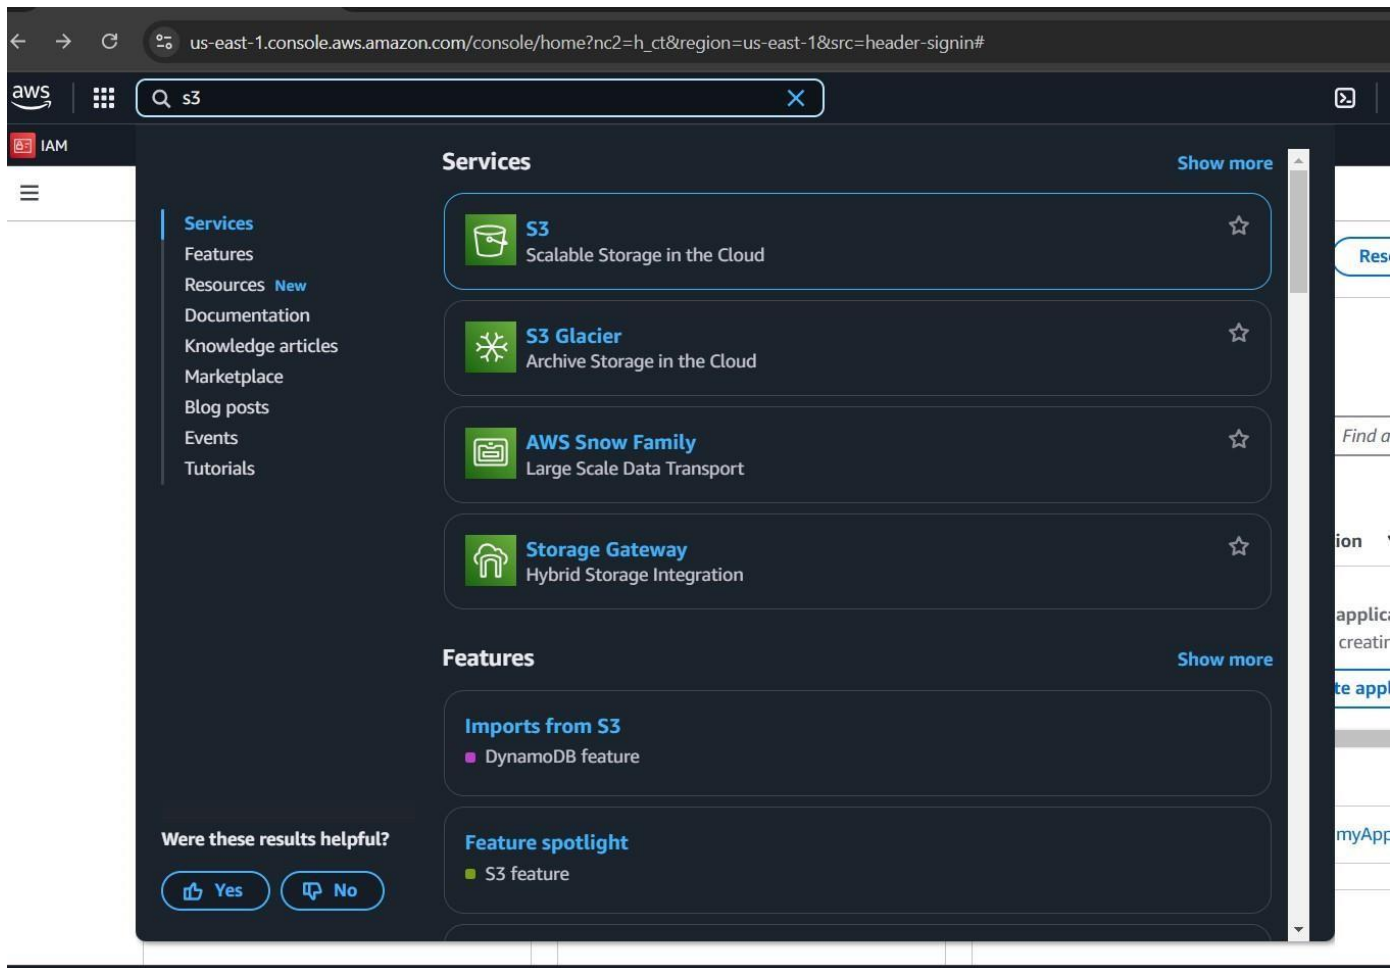 us-east-1.console.aws.amazon.com/console/home?nc2=h_ct&region=us-east-1&src=header-signin#
aws
s3
IAM
Services
Show more
Services
Features
Resources New
Documentation
Knowledge articles
Marketplace
Blog posts
Events
Tutorials
S3
Scalable Storage in the Cloud
S3 Glacier
Archive Storage in the Cloud
AWS Snow Family
Large Scale Data Transport
Storage Gateway
Hybrid Storage Integration
Features
Show more
Imports from S3
DynamoDB feature
Feature spotlight
S3 feature
Were these results helpful?
Yes
No
Find a
creatin
myApp